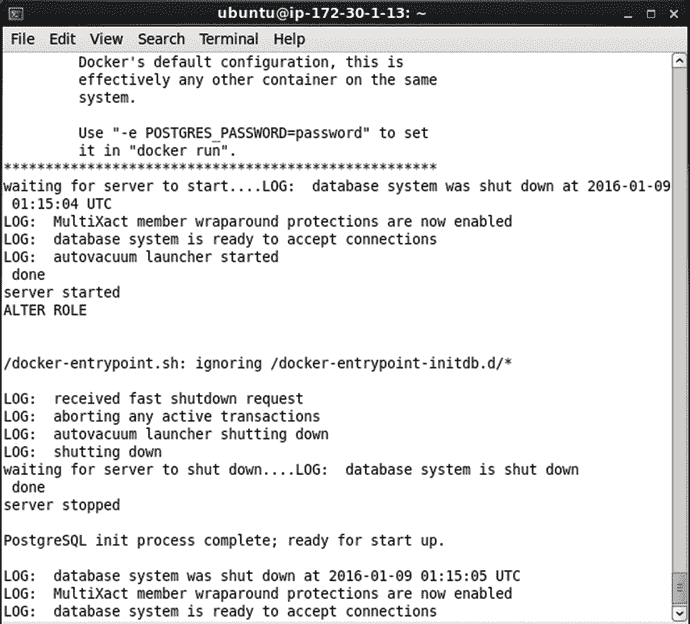 ubuntu@ip-172-30-1-13: ~
File Edit View Search Terminal Help
Docker's default configuration, this is
effectively any other container on the same
system.
Use "-e POSTGRES_PASSWORD=password" to set
it in "docker run".
****************************************************
waiting for server to start....LOG:  database system was shut down at 2016-01-09
 01:15:04 UTC
LOG:  MultiXact member wraparound protections are now enabled
LOG:  database system is ready to accept connections
LOG:  autovacuum launcher started
 done
server started
ALTER ROLE
/docker-entrypoint.sh: ignoring /docker-entrypoint-initdb.d/*
LOG:  received fast shutdown request
LOG:  aborting any active transactions
LOG:  autovacuum launcher shutting down
LOG:  shutting down
waiting for server to shut down....LOG:  database system is shut down
 done
server stopped
PostgreSQL init process complete; ready for start up.
LOG:  database system was shut down at 2016-01-09 01:15:05 UTC
LOG:  MultiXact member wraparound protections are now enabled
LOG:  database system is ready to accept connections